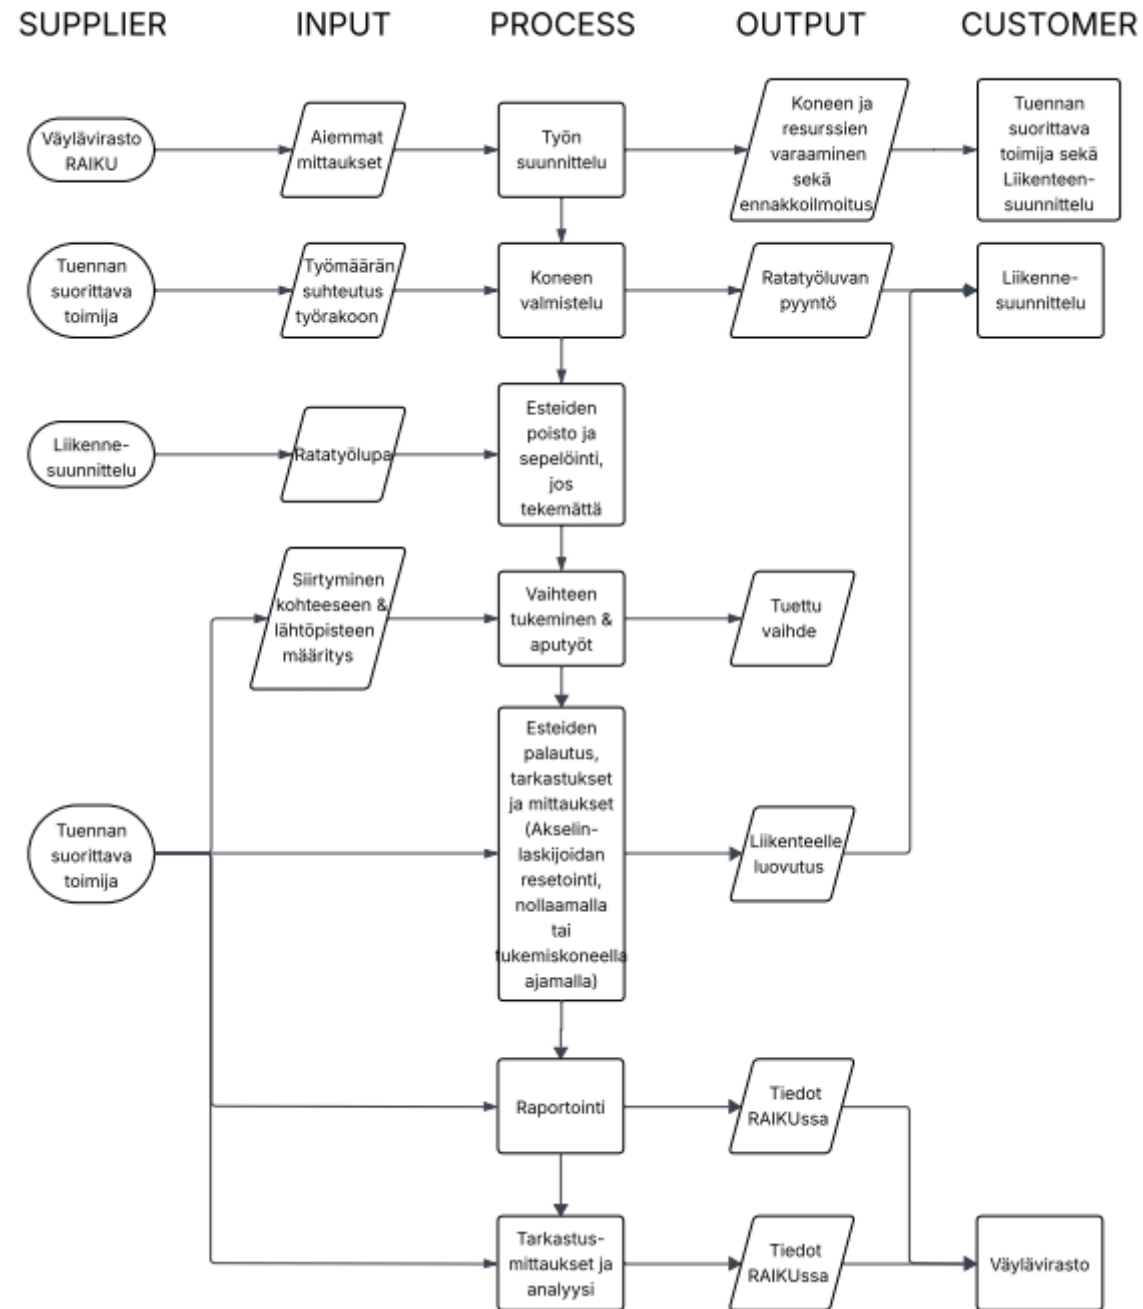 SUPPLIER
INPUT
PROCESS
OUTPUT
CUSTOMER
Väylävirasto
RAIKU
Aiemmat
mittaukset
Työn
suunnittelu
Koneen ja
resurssien
varaaminen
sekä
ennakkoilmoitus
Tuennan
suorittava
toimija sekä
Liikenteen-
suunnittelu
Tuennan
suorittava
toimija
Työmäärän
suhteutus
työrakoon
Koneen
valmistelu
Ratatyöluvan
pyyntö
Liikenne-
suunnittelu
Liikenne-
suunnittelu
Ratatyölupa
Esteiden
poisto ja
sepelöinti,
jos
tekemättä
Siirtyminen
kohteeseen &
lähtöpisteen
määritys
Vaihteen
tukeminen &
aputyöt
Tuettu
vaihde
Tuennan
suorittava
toimija
Esteiden
palautus,
tarkastukset
ja mittaukset
(Akselin-
laskijoidan
resetointi,
nollaamalla
tai
tukemiskoneella
ajamalla)
Liikenteelle
luovutus
Raportointi
Tiedot
RAIKUssa
Tarkastus-
mittaukset ja
analyysi
Tiedot
RAIKUssa
Väylävirasto